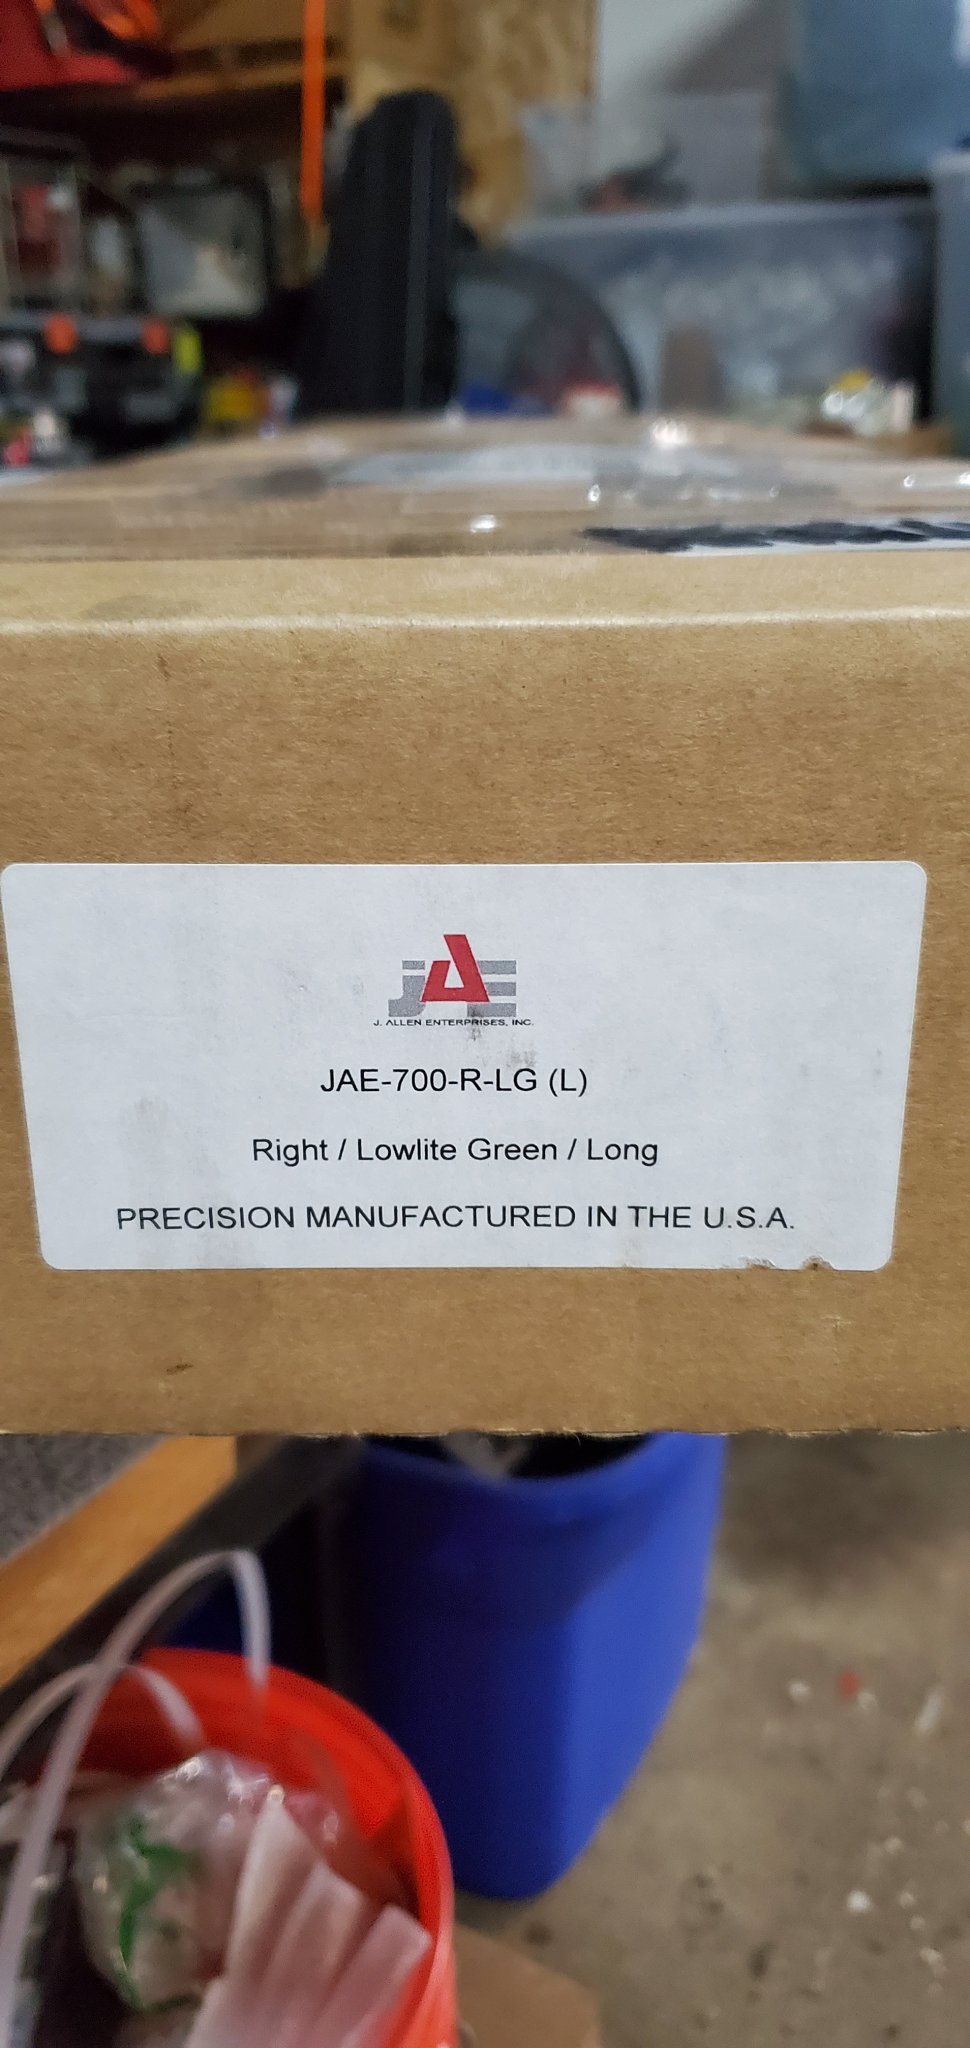 JAE
J. ALLEN ENTERPRISES, INC.
JAE-700-R-LG (L)
Right / Lowlite Green / Long
PRECISION MANUFACTURED IN THE U.S.A.